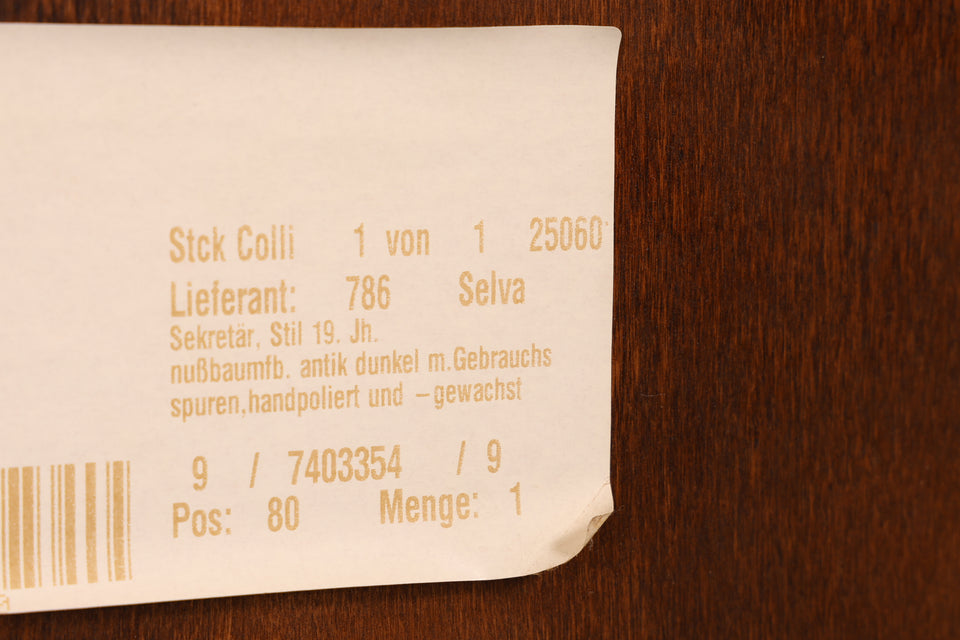 Stck Colli 1 von 1 25060
Lieferant: 786 Selva
Sekretär, Stil 19. Jh.
nußbaumfb. antik dunkel m.Gebrauchs
spuren,handpoliert und –gewachst
9 / 7403354 / 9
Pos: 80 Menge: 1